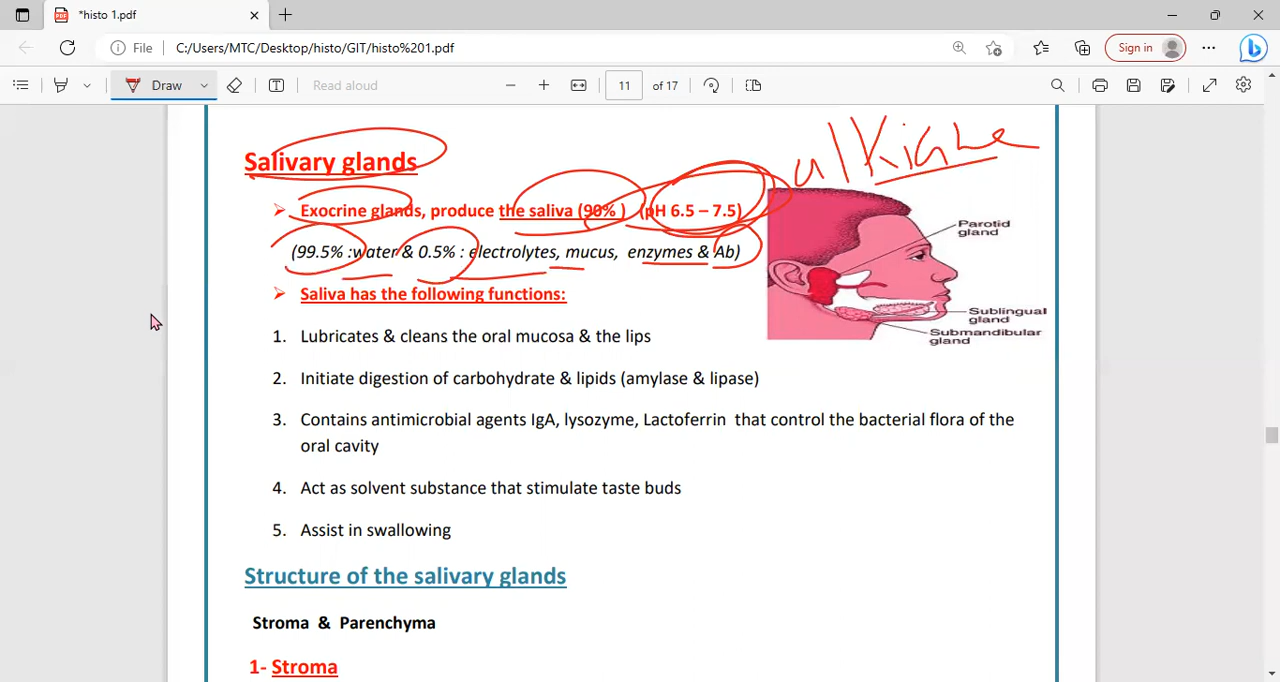 *histo 1.pdf
File
C:/Users/MTC/Desktop/histo/GIT/histo%201.pdf
Sign in
Draw
Read aloud
11 of 17
Salivary glands
Exocrine glands, produce the saliva (90% ) (pH 6.5 – 7.5)
(99.5% :water & 0.5% : electrolytes, mucus, enzymes & Ab)
Saliva has the following functions:
1. Lubricates & cleans the oral mucosa & the lips
2. Initiate digestion of carbohydrate & lipids (amylase & lipase)
3. Contains antimicrobial agents IgA, lysozyme, Lactoferrin that control the bacterial flora of the
oral cavity
4. Act as solvent substance that stimulate taste buds
5. Assist in swallowing
Parotid
gland
Sublingual
gland
Submandibular
gland
Structure of the salivary glands
Stroma & Parenchyma
1- Stroma